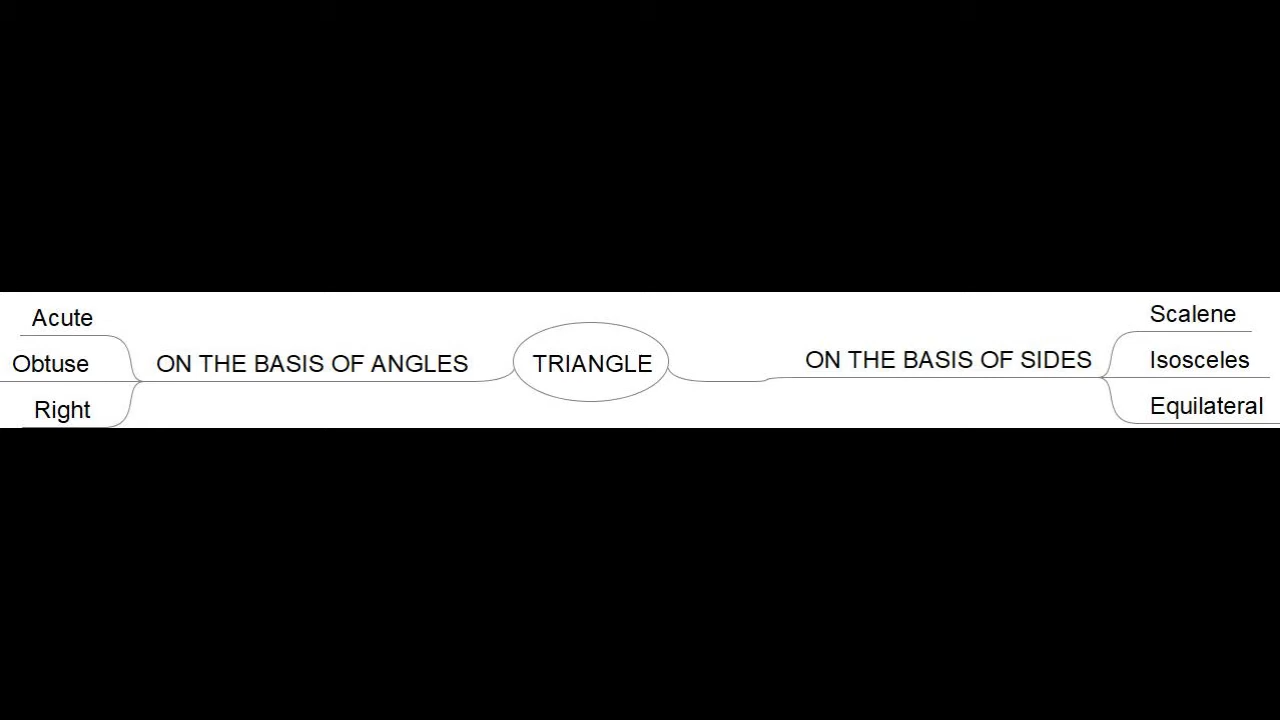 Acute
Obtuse
Right
ON THE BASIS OF ANGLES
TRIANGLE
ON THE BASIS OF SIDES
Scalene
Isosceles
Equilateral